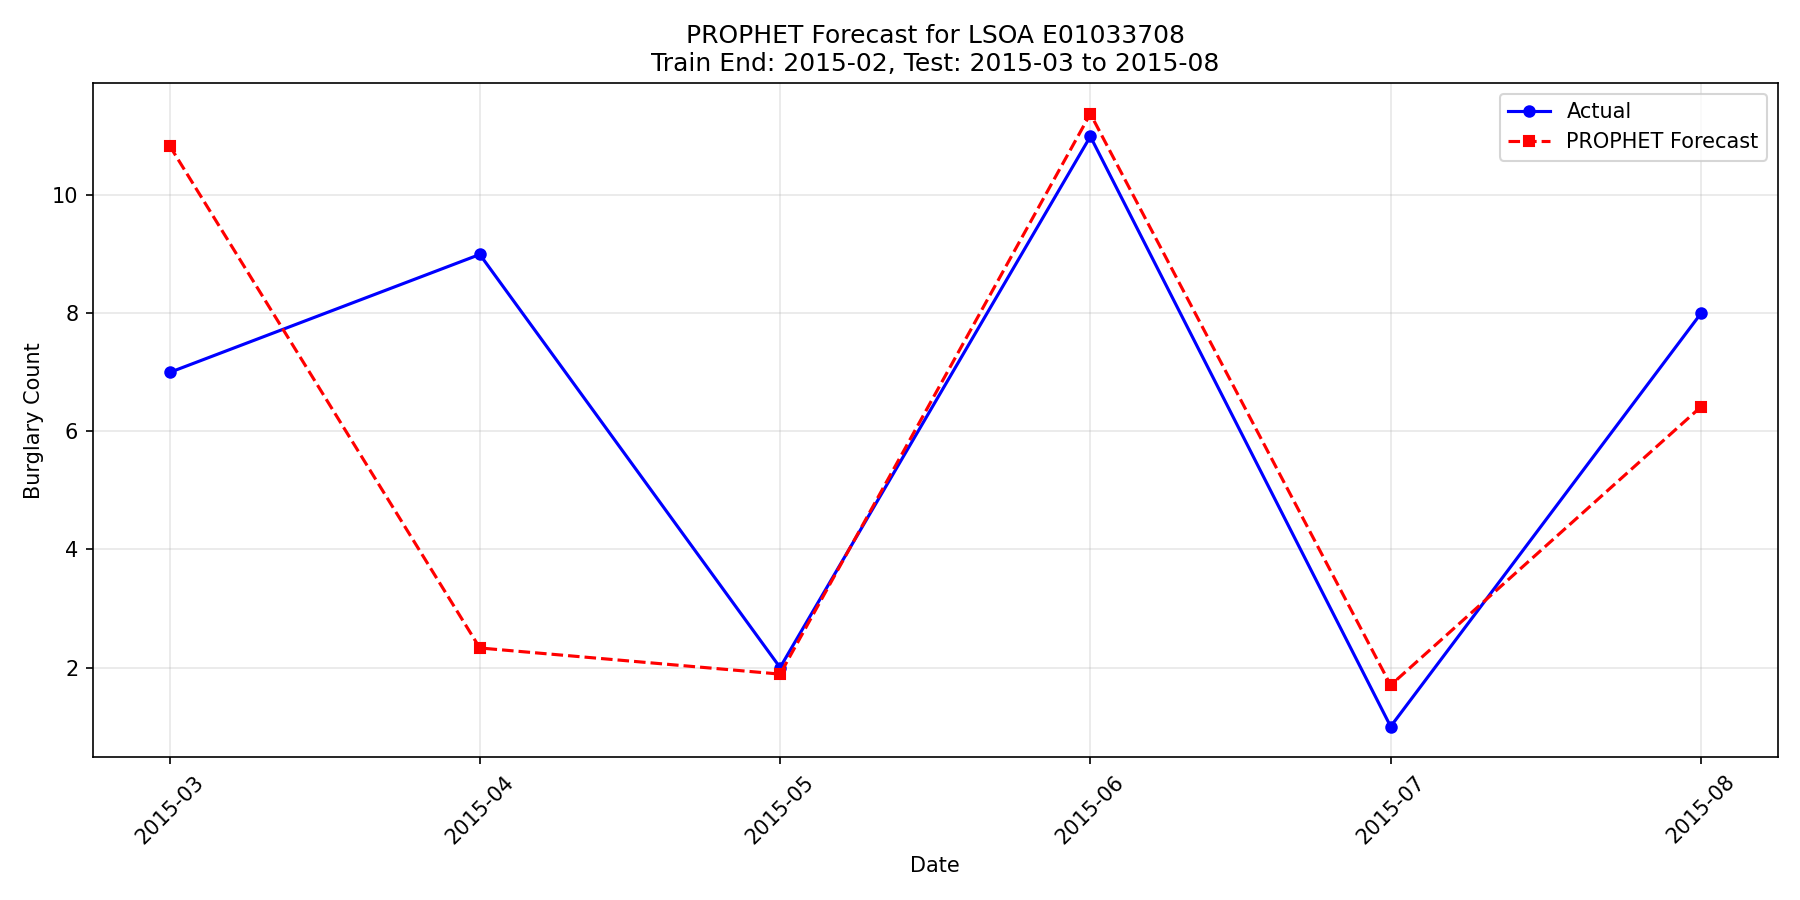 PROPHET Forecast for LSOA E01033708
Train End: 2015-02, Test: 2015-03 to 2015-08
Actual
PROPHET Forecast
Burglary Count
10
8
6
4
2
2015-03
2015-04
2015-05
2015-06
2015-07
2015-08
Date